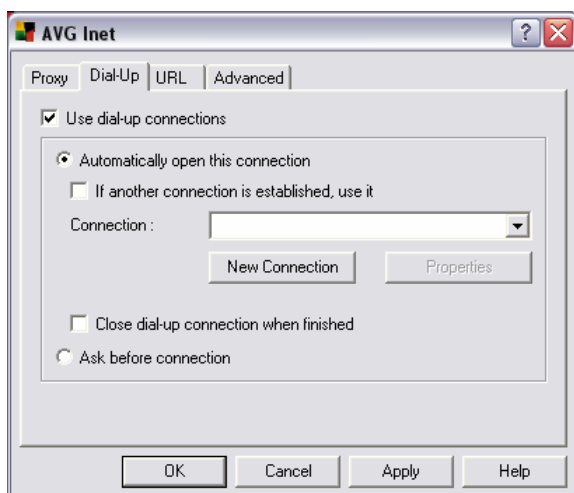 AVG Inet
Proxy Dial-Up URL Advanced
Use dial-up connections
Automatically open this connection
If another connection is established, use it
Connection :
New Connection Properties
Close dial-up connection when finished
Ask before connection
OK Cancel Apply Help